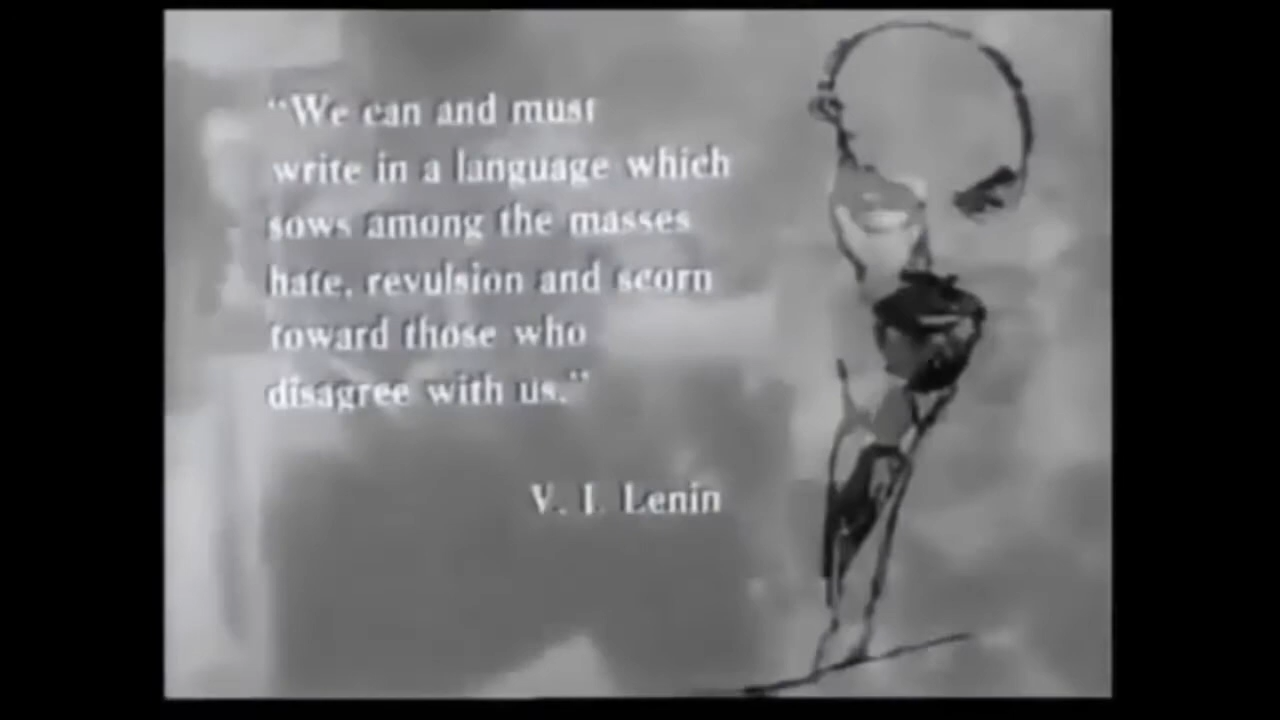 “We can and must
write in a language which
sows among the masses
hate, revulsion and scorn
toward those who
disagree with us.”
V. I. Lenin